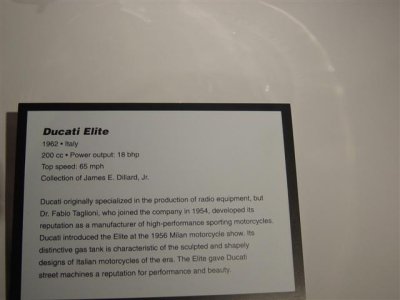 Ducati Elite
1962 • Italy
200 cc • Power output: 18 bhp
Top speed: 65 mph
Collection of James E. Dillard, Jr.
Ducati originally specialized in the production of radio equipment, but
Dr. Fabio Taglioni, who joined the company in 1954, developed its
reputation as a manufacturer of high-performance sporting motorcycles.
Ducati introduced the Elite at the 1956 Milan motorcycle show. Its
distinctive gas tank is characteristic of the sculpted and shapely
designs of Italian motorcycles of the era. The Elite gave Ducati
street machines a reputation for performance and beauty.